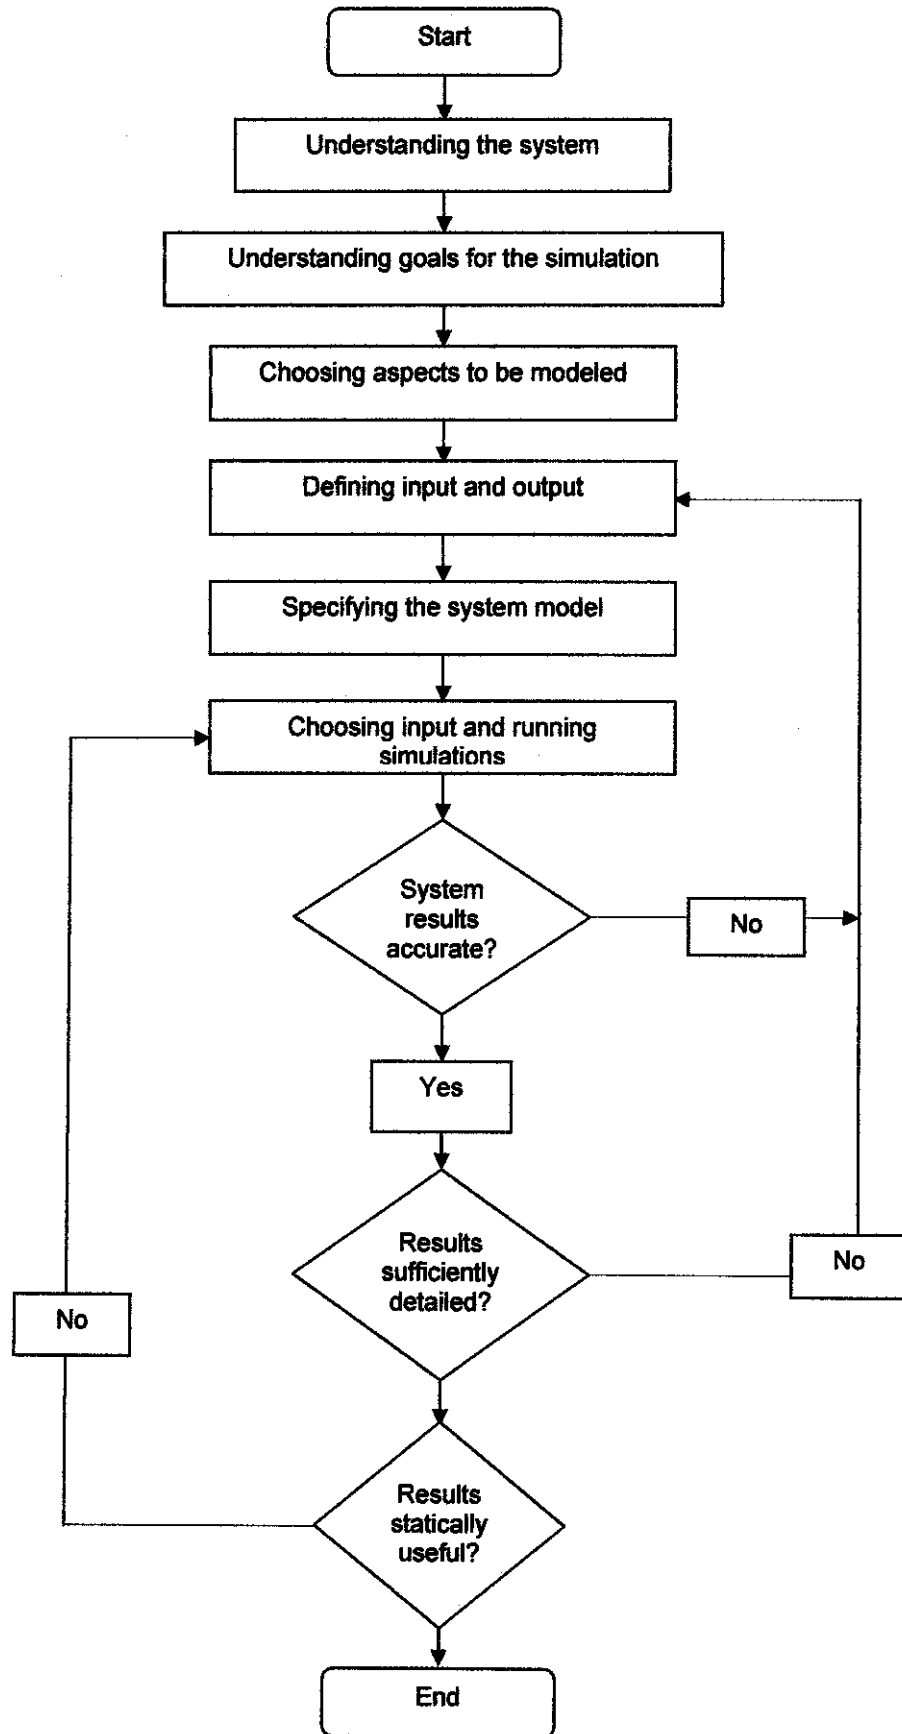 Start
Understanding the system
Understanding goals for the simulation
Choosing aspects to be modeled
Defining input and output
Specifying the system model
Choosing input and running
simulations
System
results
accurate?
No
Yes
Results
sufficiently
detailed?
No
No
Results
statically
useful?
End